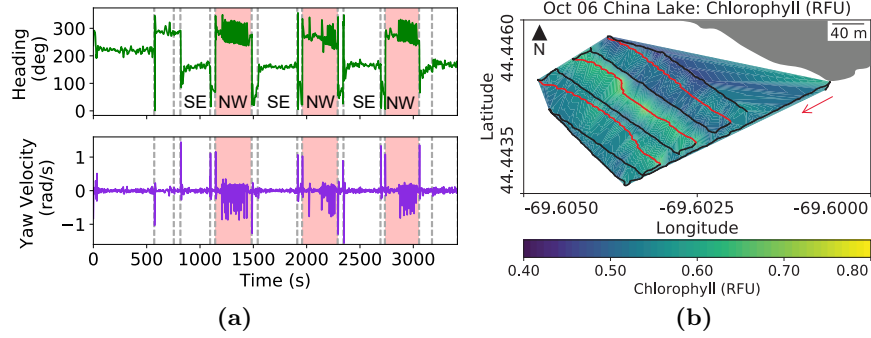 300
200
100
0
Heading
(deg)
SE NW SE NW SE NW
1
0
−1
Yaw Velocity
(rad/s)
0 500 1000 1500 2000 2500 3000
Time (s)
(a)
Oct 06 China Lake: Chlorophyll (RFU)
40 m
N
44.4460
44.4435
Latitude
-69.6050 -69.6025 -69.6000
Longitude
0.40 0.50 0.60 0.70 0.80
Chlorophyll (RFU)
(b)